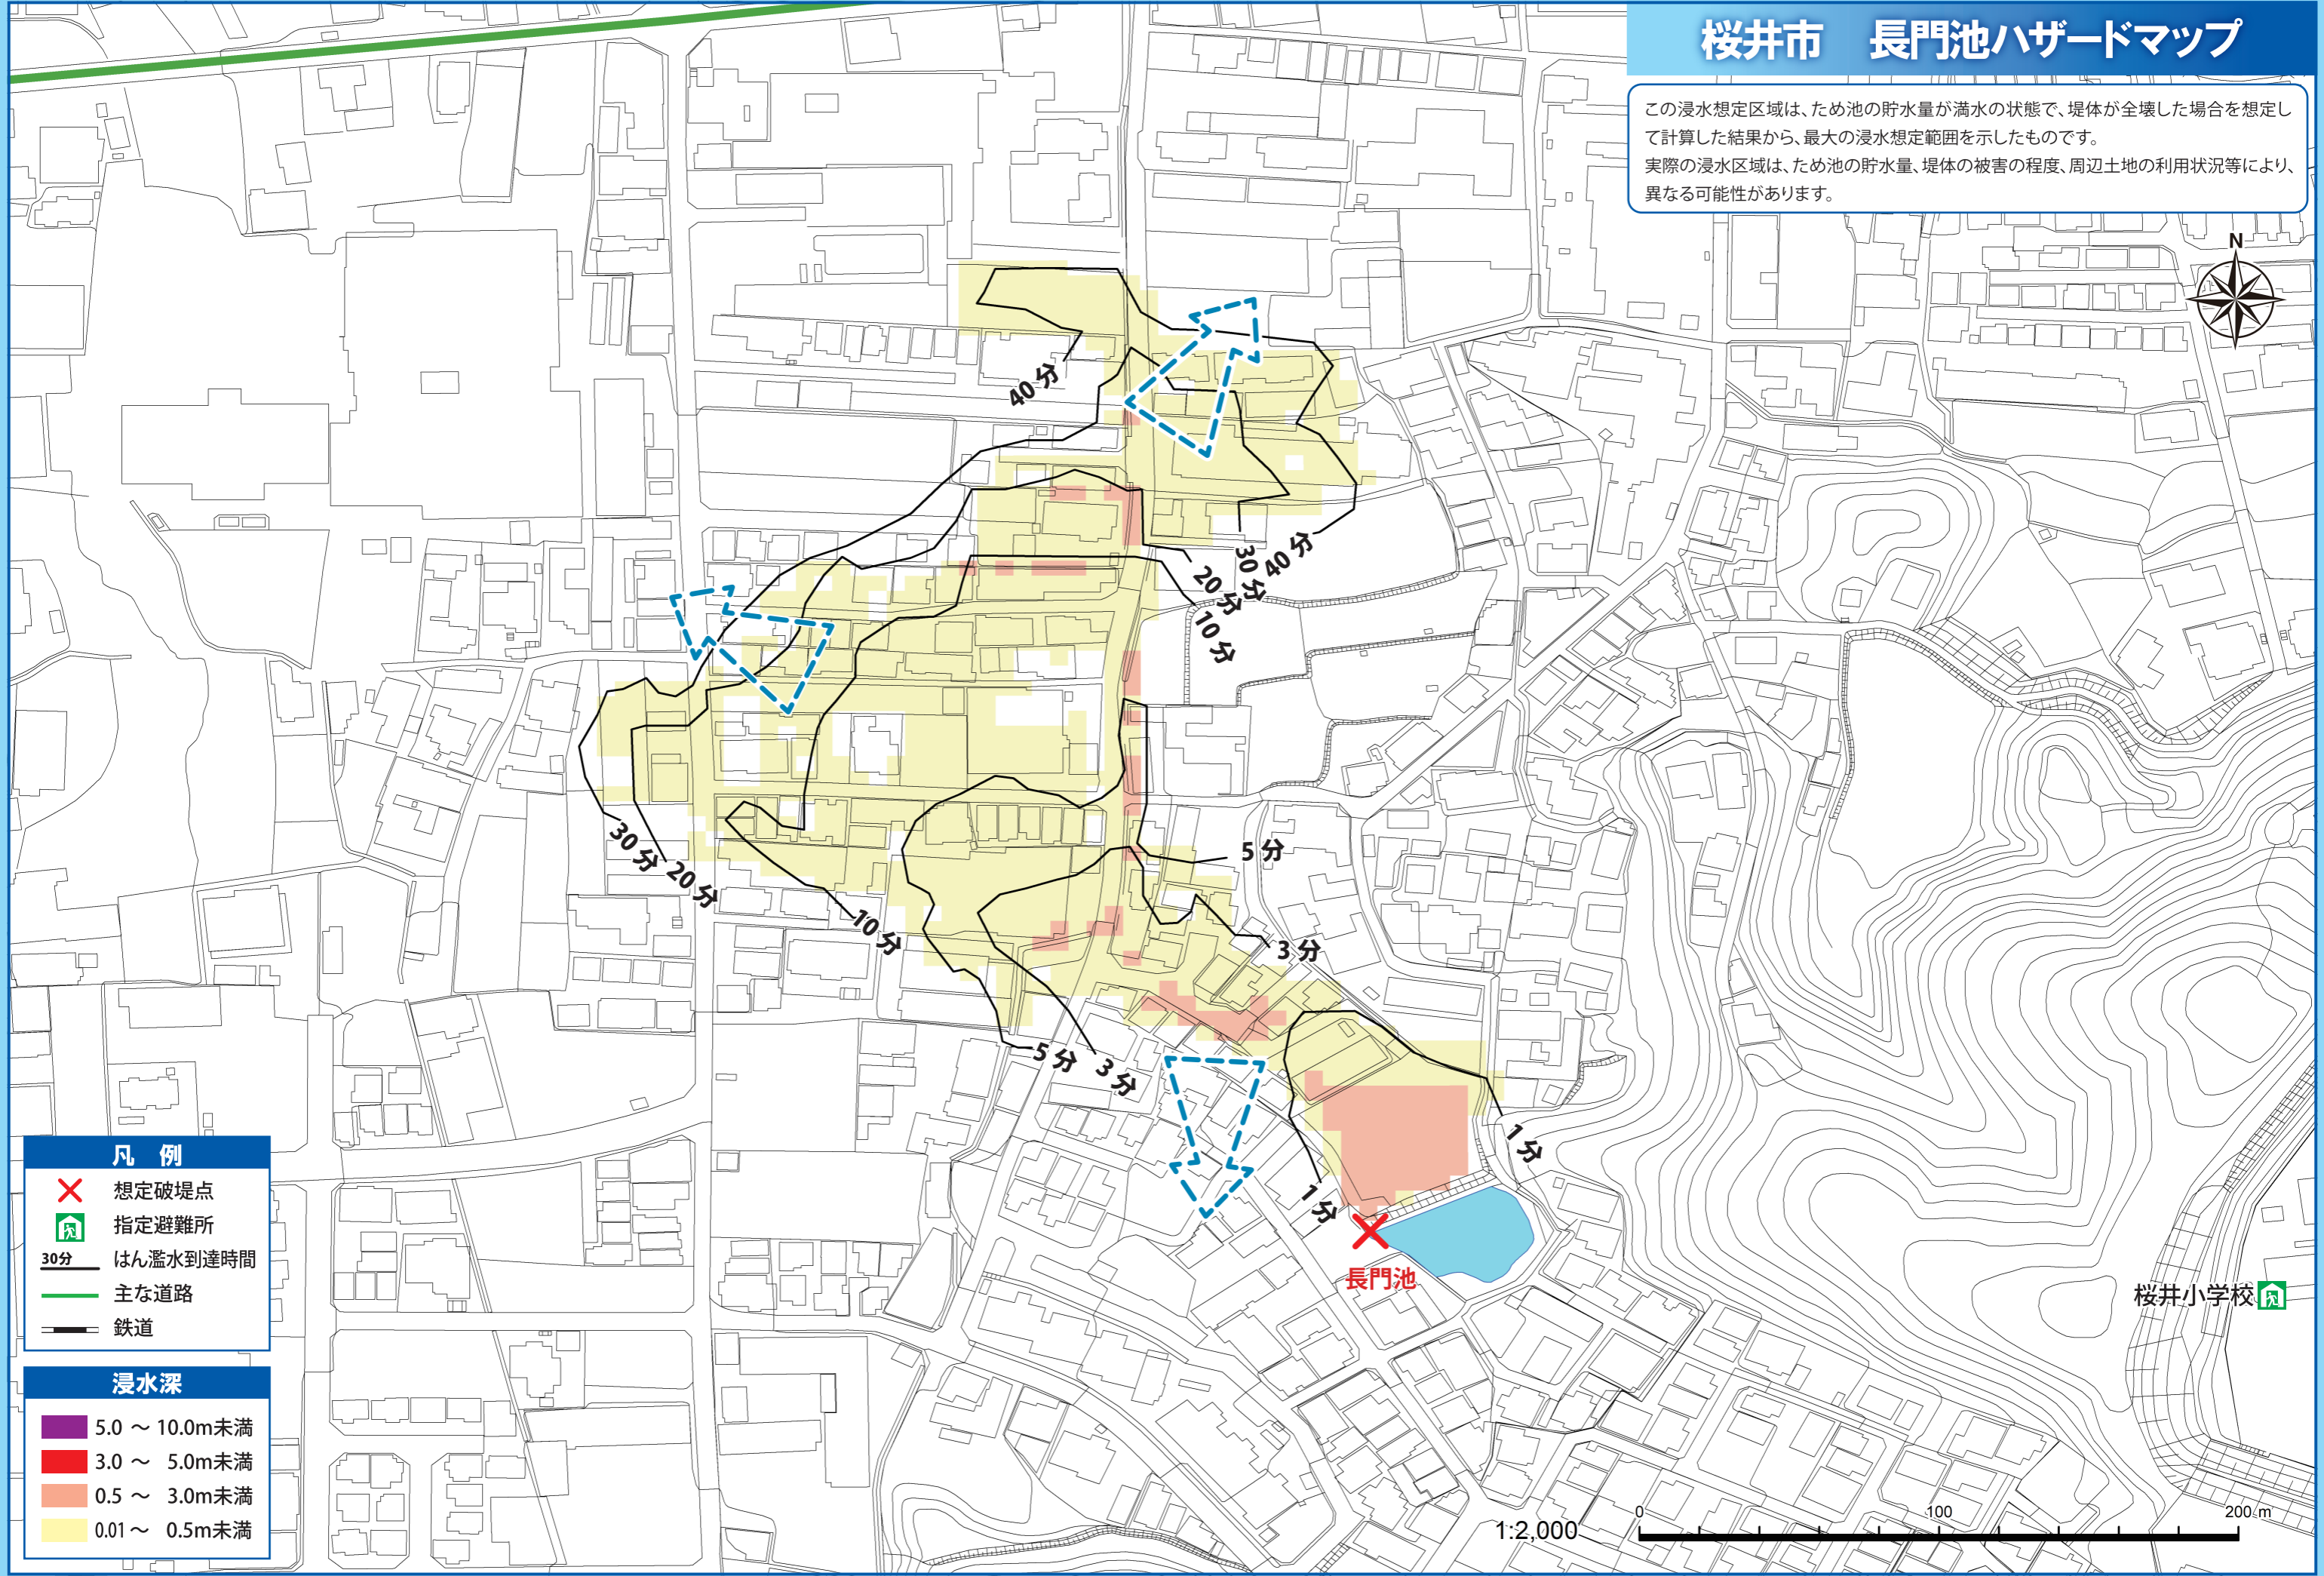 桜井市　長門池ハザードマップ
この浸水想定区域は、ため池の貯水量が満水の状態で、堤体が全壊した場合を想定し
て計算した結果から、最大の浸水想定範囲を示したものです。
実際の浸水区域は、ため池の貯水量、堤体の被害の程度、周辺土地の利用状況等により、
異なる可能性があります。
N
40分
30分
40分
20分
10分
30分
20分
10分
5分
3分
5分
3分
1分
1分
長門池
桜井小学校
凡　例
想定破堤点
指定避難所
30分 はん濫水到達時間
主な道路
鉄道
浸水深
5.0 ～ 10.0m未満
3.0 ～ 5.0m未満
0.5 ～ 3.0m未満
0.01～ 0.5m未満
1:2,000
0 100 200 m